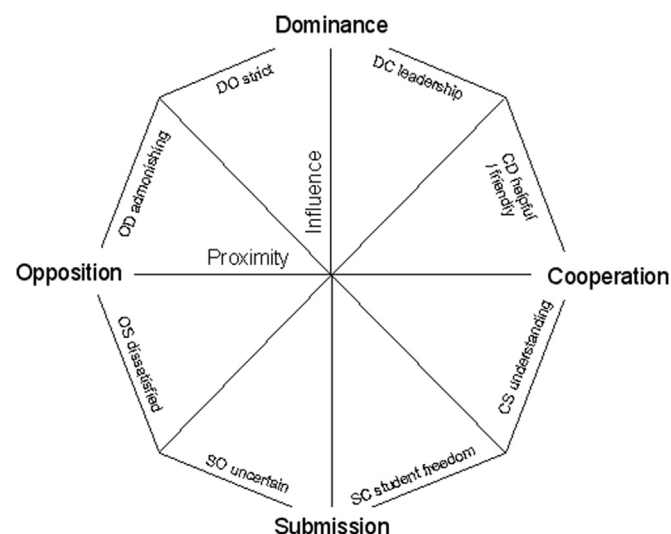 Dominance
DO strict
DC leadership
OD admonishing
Influence
CD helpful
/ friendly
Proximity
Opposition
Cooperation
OS dissatisfied
CS understanding
SO uncertain
SC student freedom
Submission